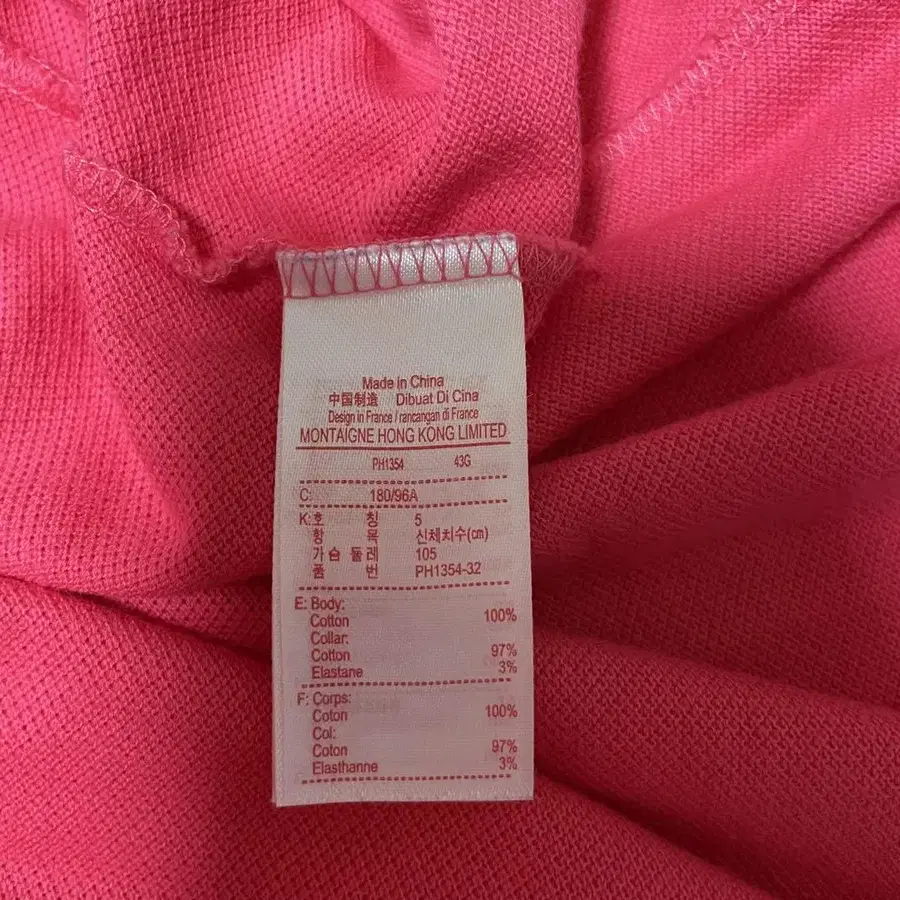 Made in China
中国制造 Dibuat Di Cina
Design in France / rancangan di France
MONTAIGNE HONG KONG LIMITED
PH1354 43G
C: 180/96A
K: 호 칭 5
항 목 신체치수(cm)
가슴둘레 105
품 번 PH1354-32
E: Body:
Cotton 100%
Collar:
Cotton 97%
Elastane 3%
F: Corps:
Coton 100%
Col:
Coton 97%
Elasthanne 3%